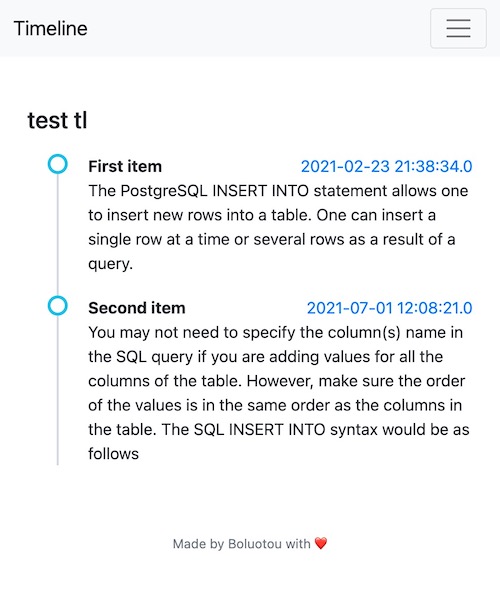 Timeline
test tl
First item 2021-02-23 21:38:34.0
The PostgreSQL INSERT INTO statement allows one
to insert new rows into a table. One can insert a
single row at a time or several rows as a result of a
query.
Second item 2021-07-01 12:08:21.0
You may not need to specify the column(s) name in
the SQL query if you are adding values for all the
columns of the table. However, make sure the order
of the values is in the same order as the columns in
the table. The SQL INSERT INTO syntax would be as
follows
Made by Boluotou with ❤️